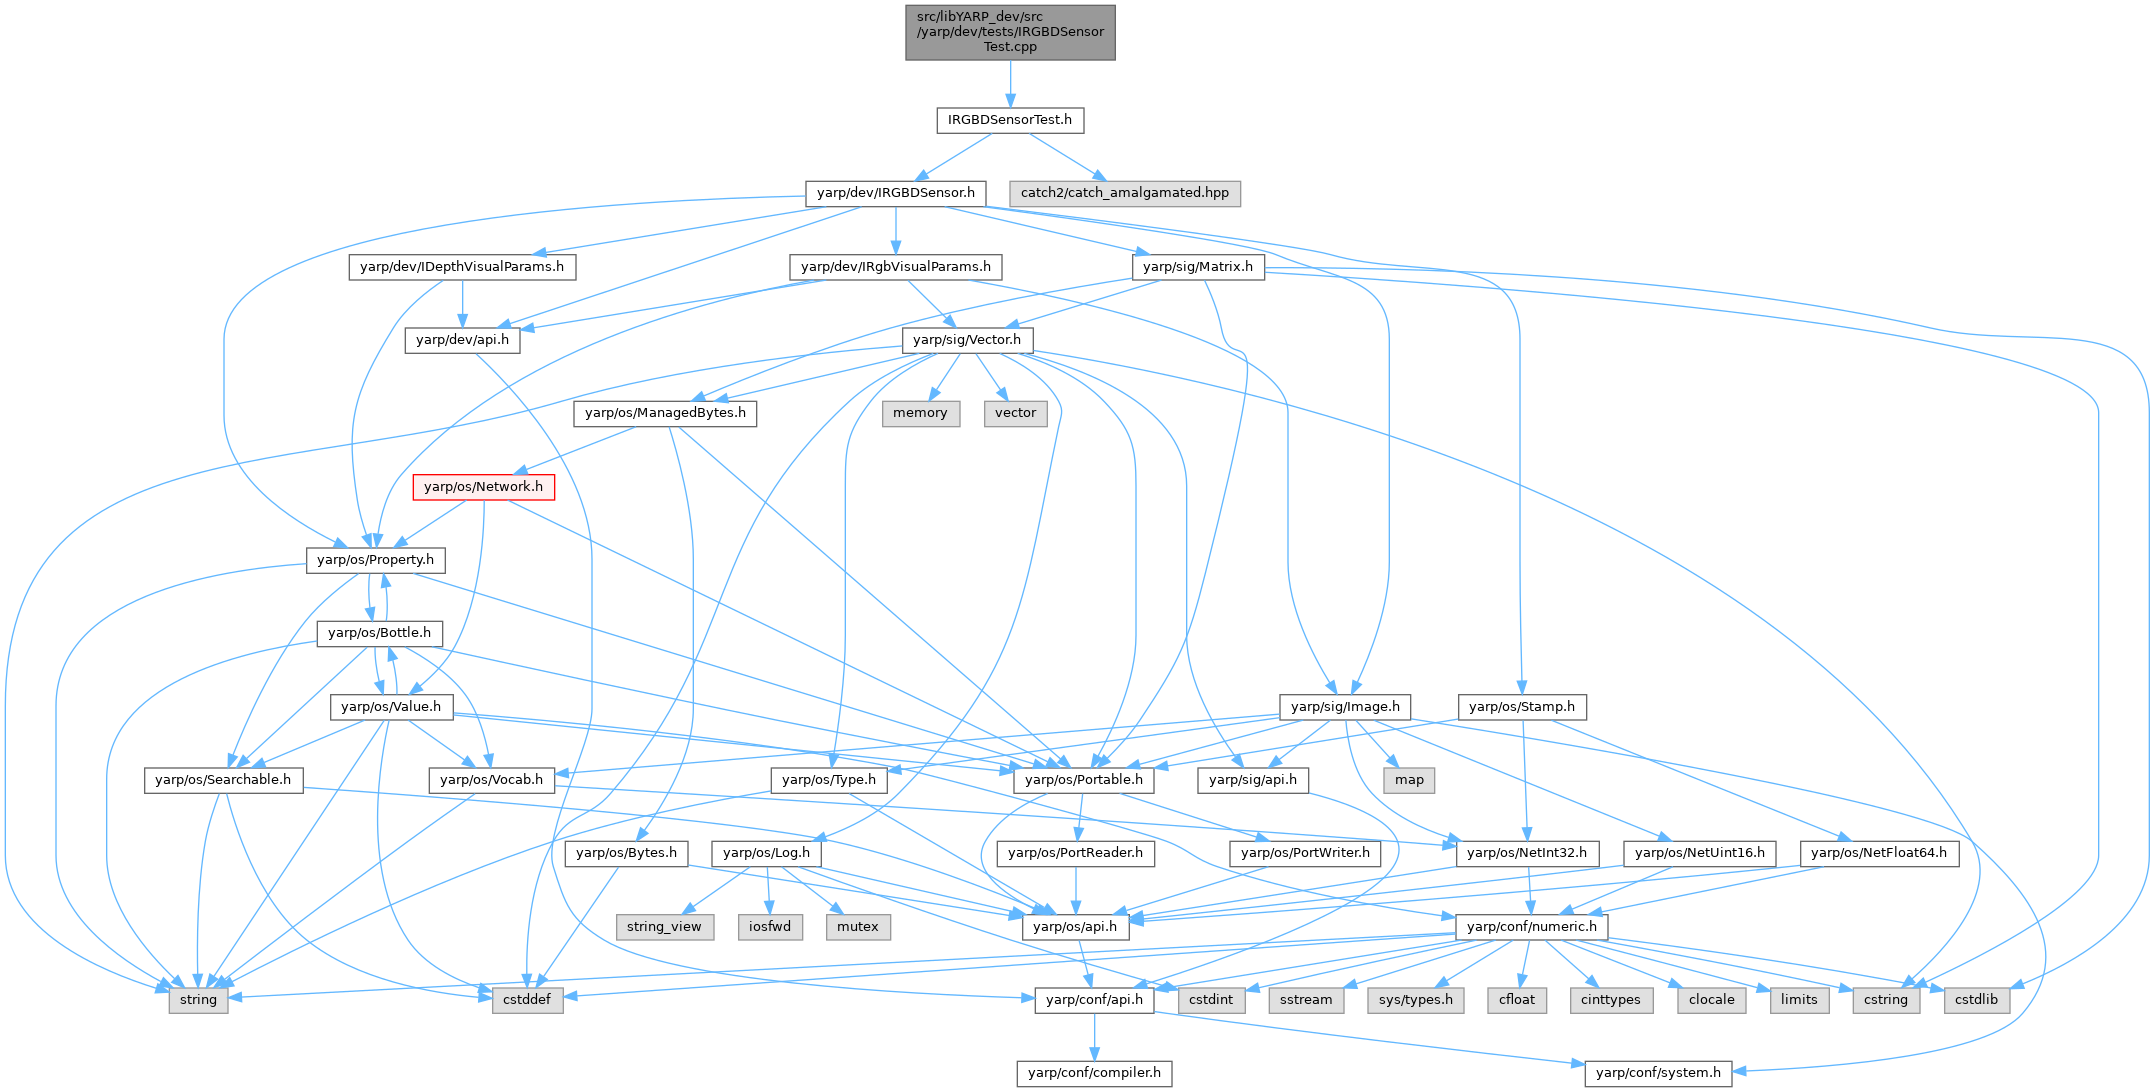 src/libYARP_dev/src
/yarp/dev/tests/IRGBDSensor
Test.cpp
IRGBDSensorTest.h
yarp/dev/IRGBDSensor.h
catch2/catch_amalgamated.hpp
yarp/dev/IDepthVisualParams.h
yarp/dev/IRgbVisualParams.h
yarp/sig/Matrix.h
yarp/dev/api.h
yarp/sig/Vector.h
yarp/os/ManagedBytes.h
memory
vector
yarp/os/Network.h
yarp/os/Property.h
yarp/os/Bottle.h
yarp/os/Value.h
yarp/sig/Image.h
yarp/os/Stamp.h
yarp/os/Searchable.h
yarp/os/Vocab.h
yarp/os/Type.h
yarp/os/Portable.h
yarp/sig/api.h
map
yarp/os/Bytes.h
yarp/os/Log.h
yarp/os/PortReader.h
yarp/os/PortWriter.h
yarp/os/NetInt32.h
yarp/os/NetUint16.h
yarp/os/NetFloat64.h
string_view
iosfwd
mutex
yarp/os/api.h
yarp/conf/numeric.h
string
cstddef
yarp/conf/api.h
cstdint
sstream
sys/types.h
cfloat
cinttypes
clocale
limits
cstring
cstdlib
yarp/conf/compiler.h
yarp/conf/system.h